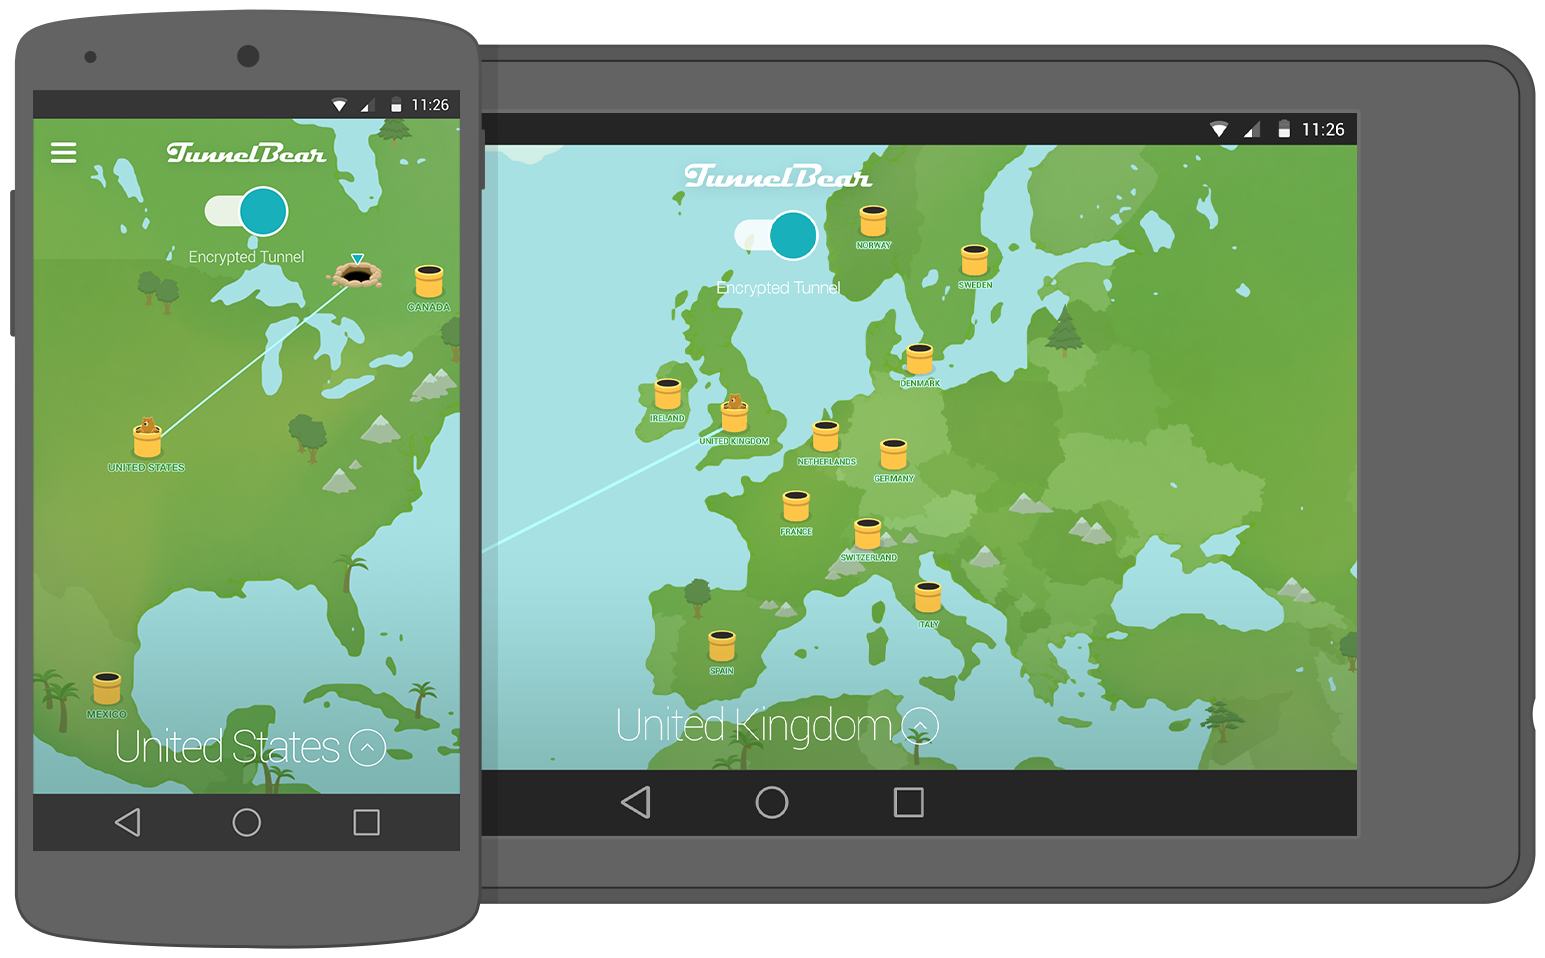 11:26
TunnelBear
Encrypted Tunnel
CANADA
UNITED STATES
MEXICO
United States
11:26
TunnelBear
NORWAY
SWEDEN
Encrypted Tunnel
DENMARK
IRELAND
UNITED KINGDOM
NETHERLANDS
GERMANY
FRANCE
SWITZERLAND
ITALY
SPAIN
United Kingdom